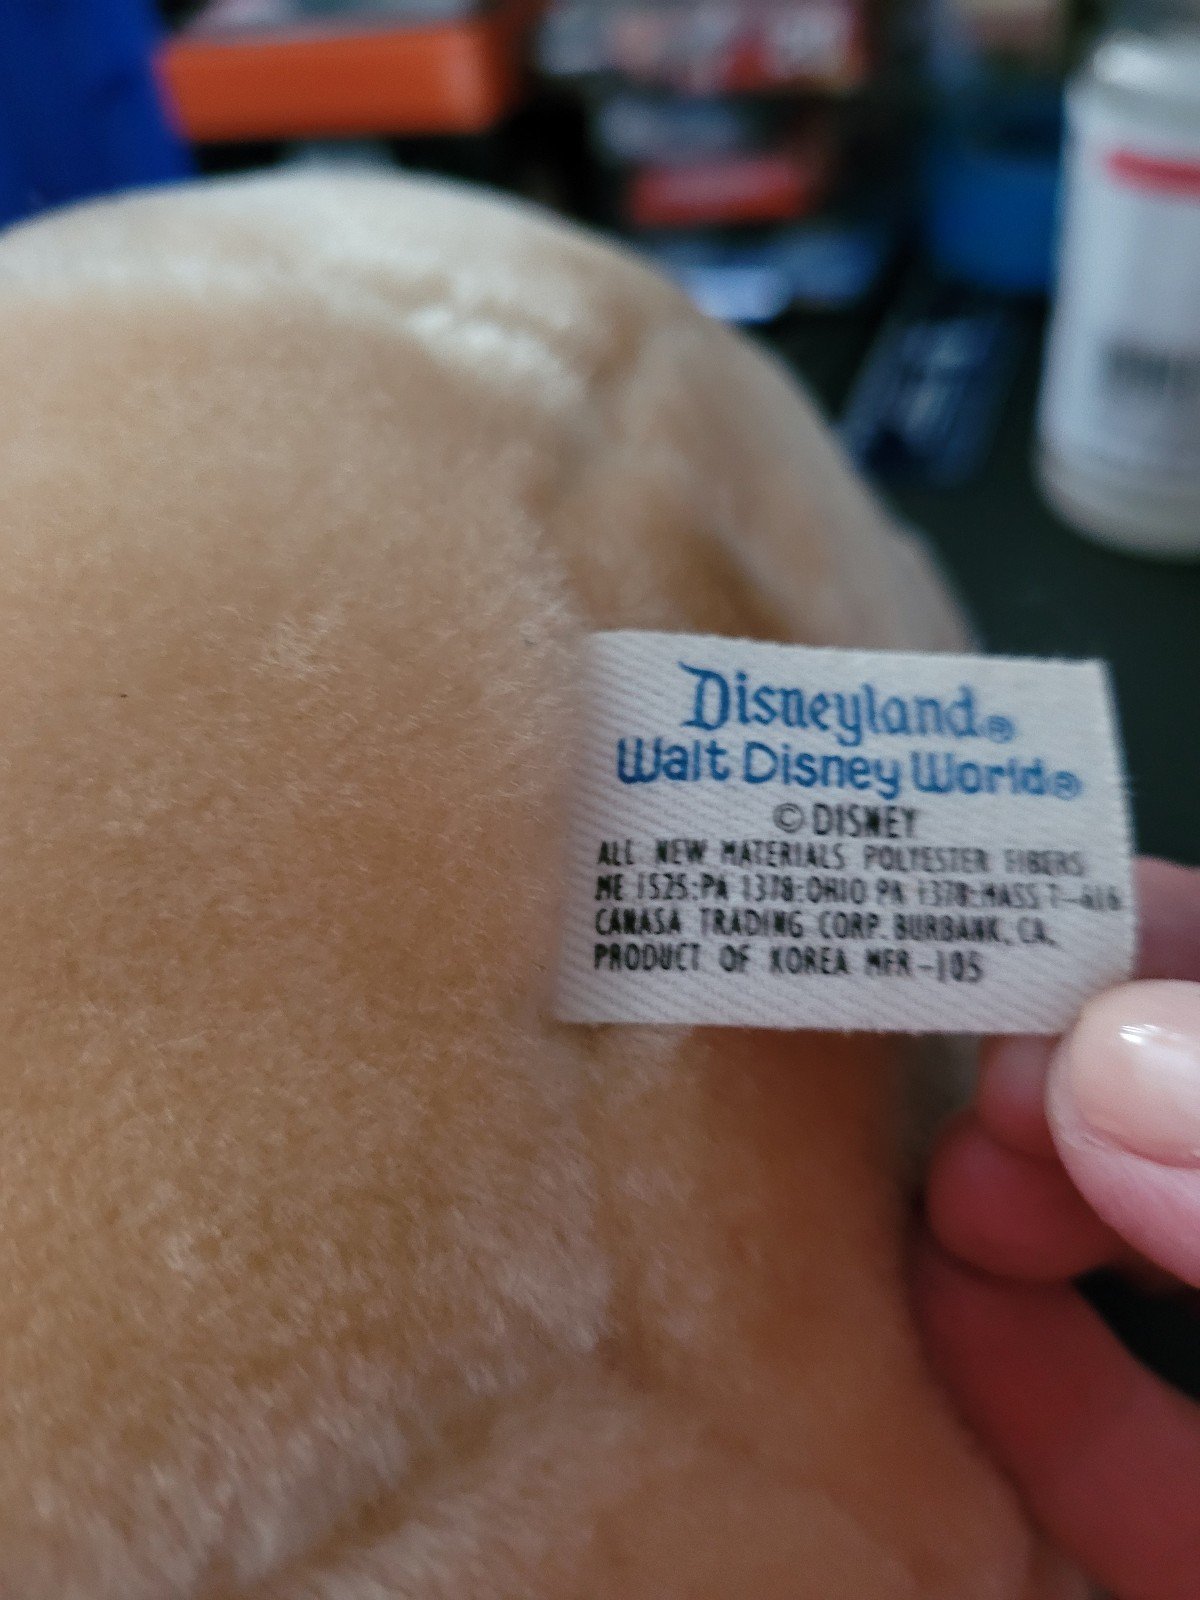 Disneyland®
Walt Disney World®
© DISNEY
ALL NEW MATERIALS POLYESTER FIBERS
ME 1525:PA 1378:OHIO PA 1378:MASS T-
CANASA TRADING CORP. BURBANK, CA.
PRODUCT OF KOREA MFR-105